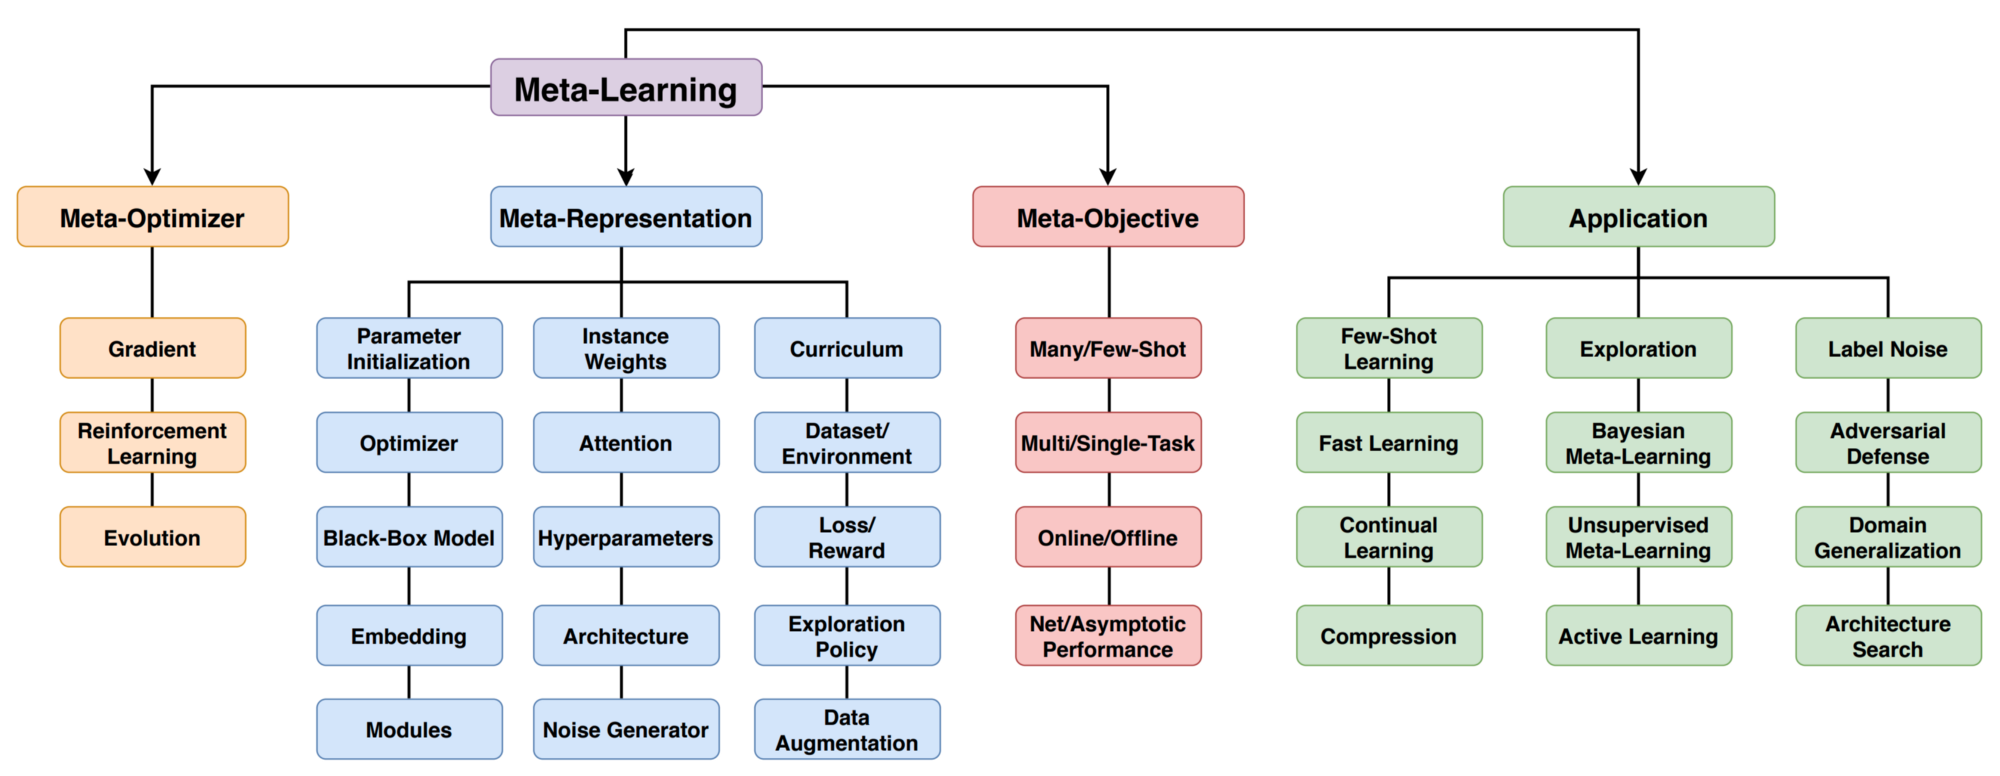 Meta-Learning
Meta-Optimizer
Meta-Representation
Meta-Objective
Application
Gradient
Reinforcement
Learning
Evolution
Parameter
Initialization
Optimizer
Black-Box Model
Embedding
Modules
Instance
Weights
Attention
Hyperparameters
Architecture
Noise Generator
Curriculum
Dataset/
Environment
Loss/
Reward
Exploration
Policy
Data
Augmentation
Many/Few-Shot
Multi/Single-Task
Online/Offline
Net/Asymptotic
Performance
Few-Shot
Learning
Fast Learning
Continual
Learning
Compression
Exploration
Bayesian
Meta-Learning
Unsupervised
Meta-Learning
Active Learning
Label Noise
Adversarial
Defense
Domain
Generalization
Architecture
Search